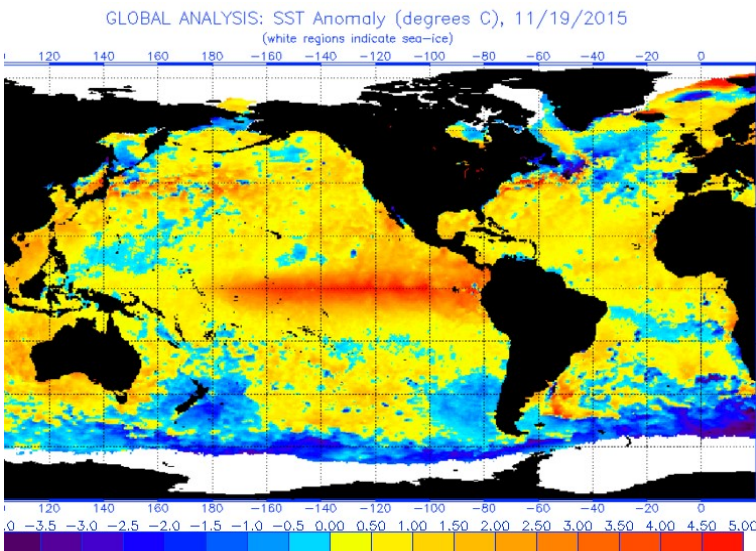 GLOBAL ANALYSIS: SST Anomaly (degrees C), 11/19/2015
(white regions indicate sea-ice)
120 140 160 180 -160 -140 -120 -100 -80 -60 -40 -20 0
120 140 160 180 -160 -140 -120 -100 -80 -60 -40 -20 0
.0 -3.5 -3.0 -2.5 -2.0 -1.5 -1.0 -0.5 0.00 0.50 1.00 1.50 2.00 2.50 3.00 3.50 4.00 4.50 5.00